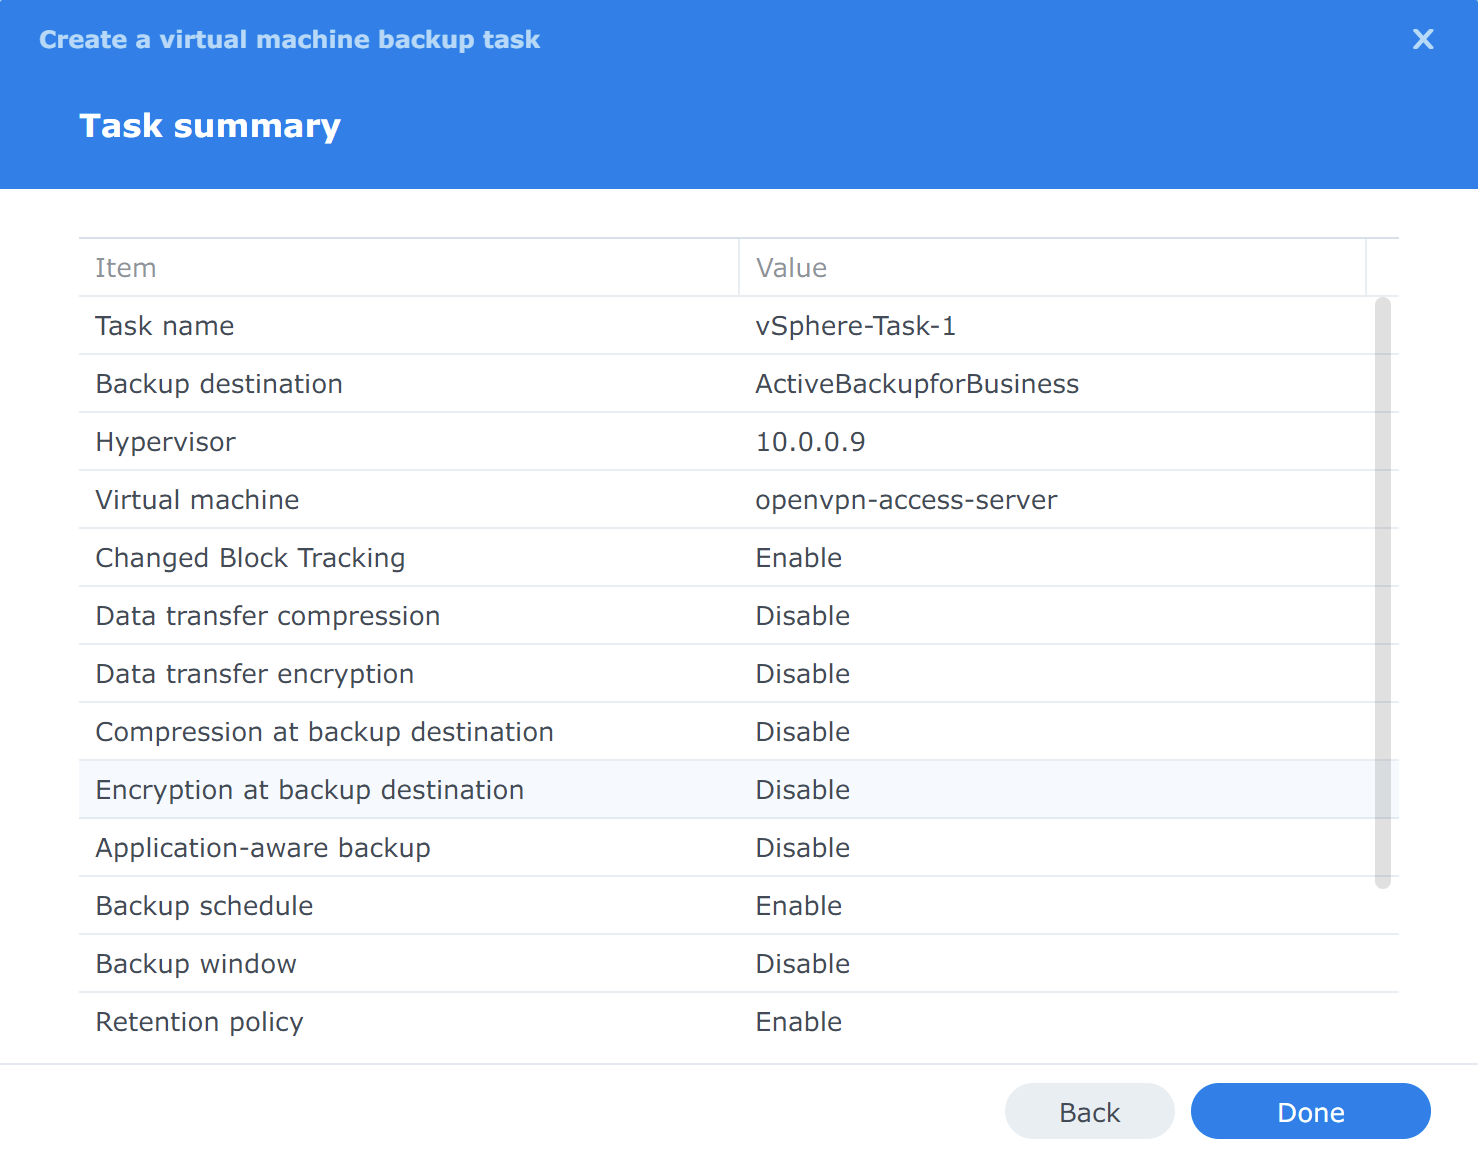 Create a virtual machine backup task X
Task summary
Item Value
Task name vSphere-Task-1
Backup destination ActiveBackupforBusiness
Hypervisor 10.0.0.9
Virtual machine openvpn-access-server
Changed Block Tracking Enable
Data transfer compression Disable
Data transfer encryption Disable
Compression at backup destination Disable
Encryption at backup destination Disable
Application-aware backup Disable
Backup schedule Enable
Backup window Disable
Retention policy Enable
Back Done